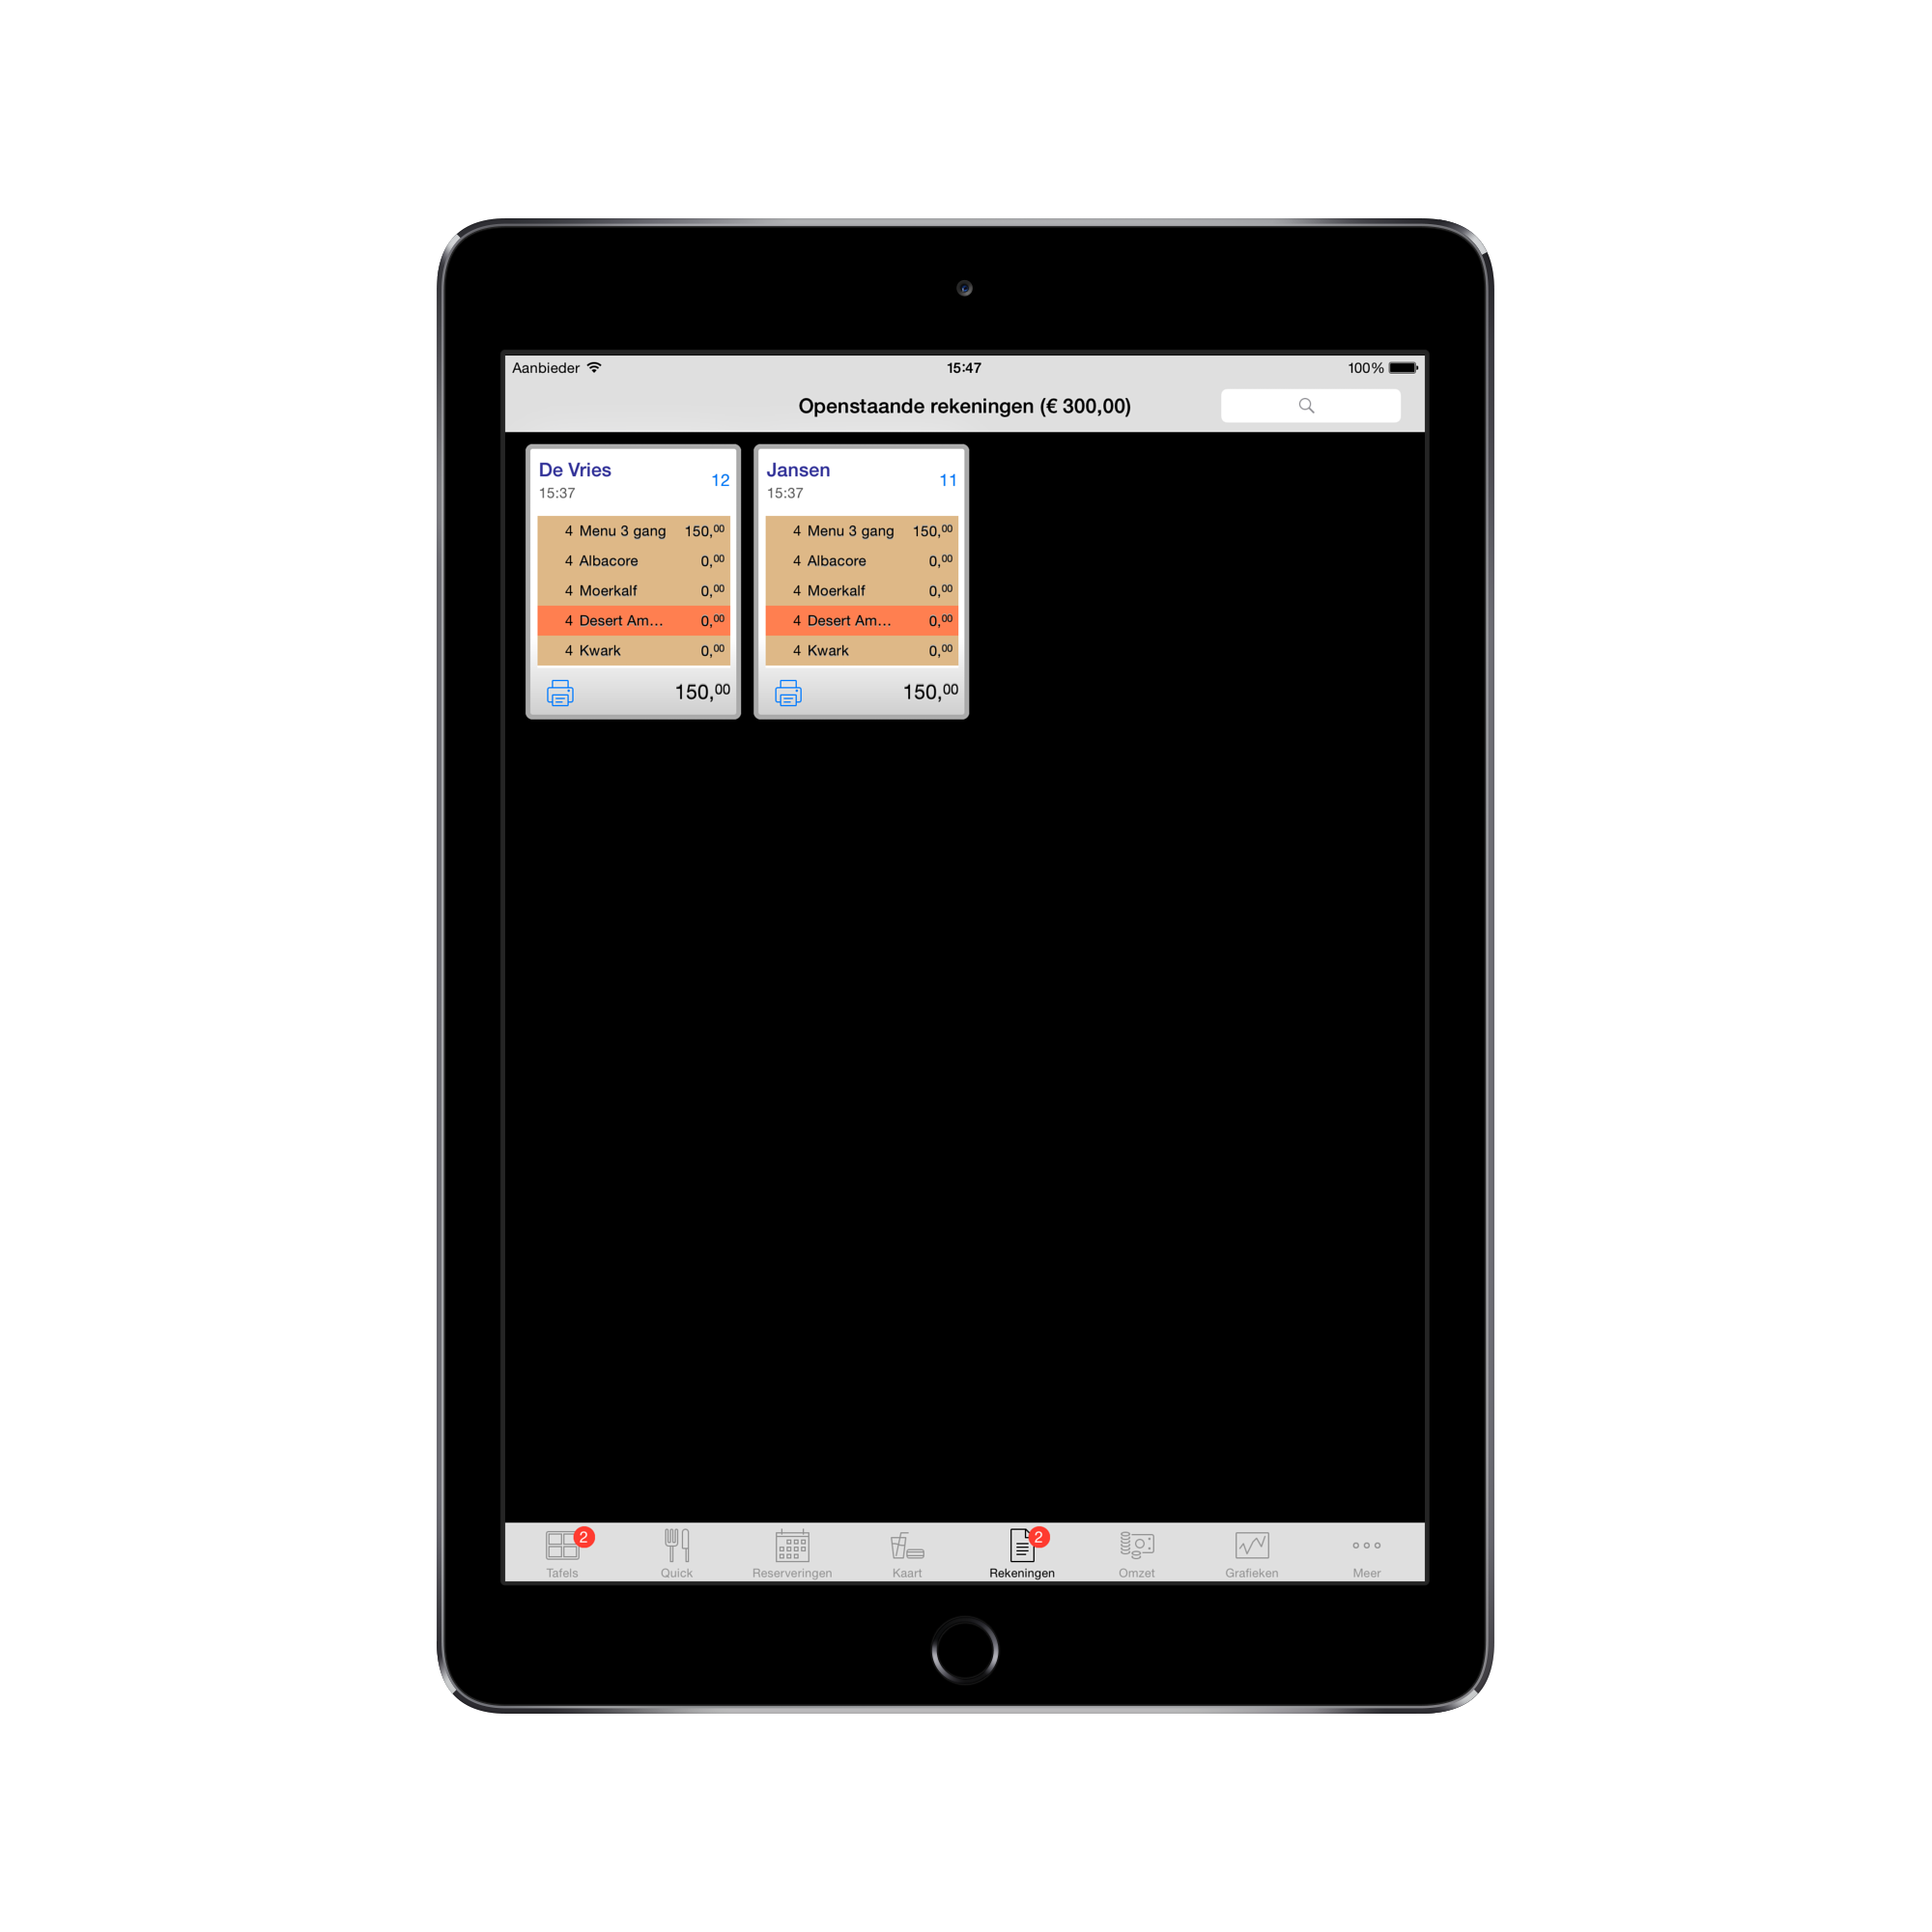 Aanbieder 15:47 100%
Openstaande rekeningen (€ 300,00)
De Vries
12
15:37
4 Menu 3 gang 150,00
4 Albacore 0,00
4 Moerkalf 0,00
4 Desert Am... 0,00
4 Kwark 0,00
150,00
Jansen
11
15:37
4 Menu 3 gang 150,00
4 Albacore 0,00
4 Moerkalf 0,00
4 Desert Am... 0,00
4 Kwark 0,00
150,00
2 2
Tafels Quick Reserveringen Kaart Rekeningen Omzet Grafieken Meer